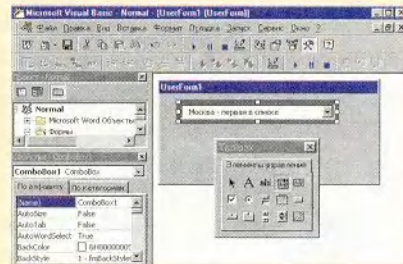 Microsoft Visual Basic - Normal - [UserForm1 (UserForm)]
Файл Правка Вид Вставка Формат Отладка Запуск Сервис Окно ?
Normal
Microsoft Word Объекты
Формы
ComboBox1 ComboBox
По алфавиту По категориям
(Name) ComboBox1
AutoSize False
AutoTab False
AutoWordSelect True
BackColor
BackStyle 1 - fmBackStyle
UserForm1
Москва - первая в списке
Элементы управления